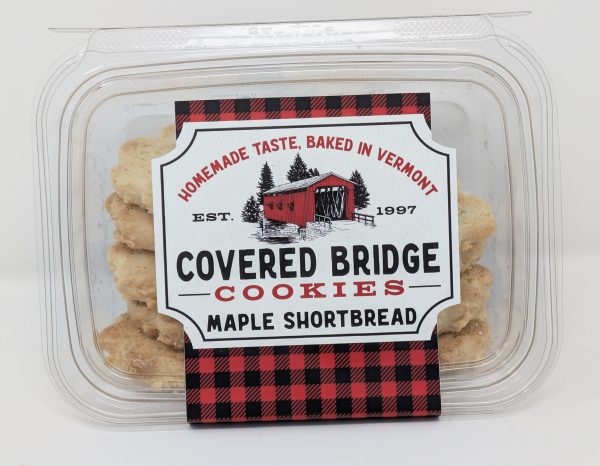 HOMEMADE TASTE, BAKED IN VERMONT
EST. 1997
COVERED BRIDGE
COOKIES
MAPLE SHORTBREAD